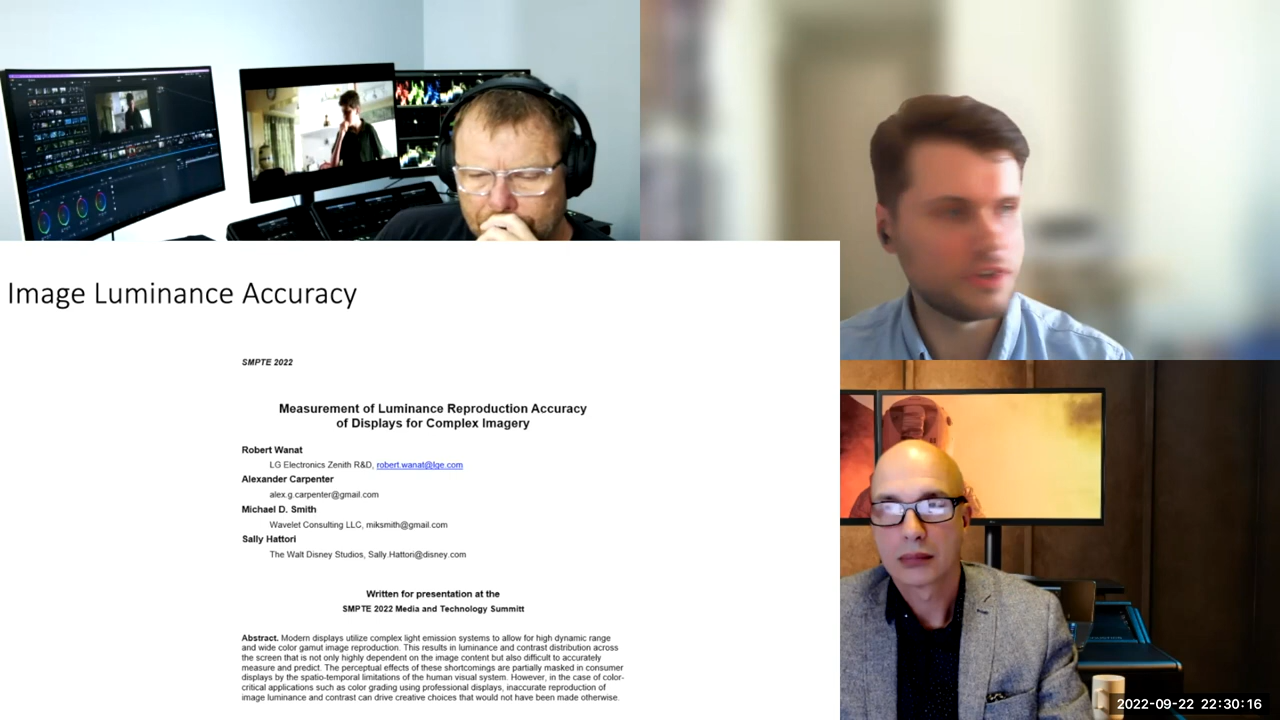 Image Luminance Accuracy
SMPTE 2022
Measurement of Luminance Reproduction Accuracy
of Displays for Complex Imagery
Robert Wanat
LG Electronics Zenith R&D, robert.wanat@lge.com
Alexander Carpenter
alex.g.carpenter@gmail.com
Michael D. Smith
Wavelet Consulting LLC, miksmith@gmail.com
Sally Hattori
The Walt Disney Studios, Sally.Hattori@disney.com
Written for presentation at the
SMPTE 2022 Media and Technology Summitt
Abstract. Modern displays utilize complex light emission systems to allow for high dynamic range
and wide color gamut image reproduction. This results in luminance and contrast distribution across
the screen that is not only highly dependent on the image content but also difficult to accurately
measure and predict. The perceptual effects of these shortcomings are partially masked in consumer
displays by the spatio-temporal limitations of the human visual system. However, in the case of color-
critical applications such as color grading using professional displays, inaccurate reproduction of
image luminance and contrast can drive creative choices that would not have been made otherwise.
2022-09-22 22:30:16